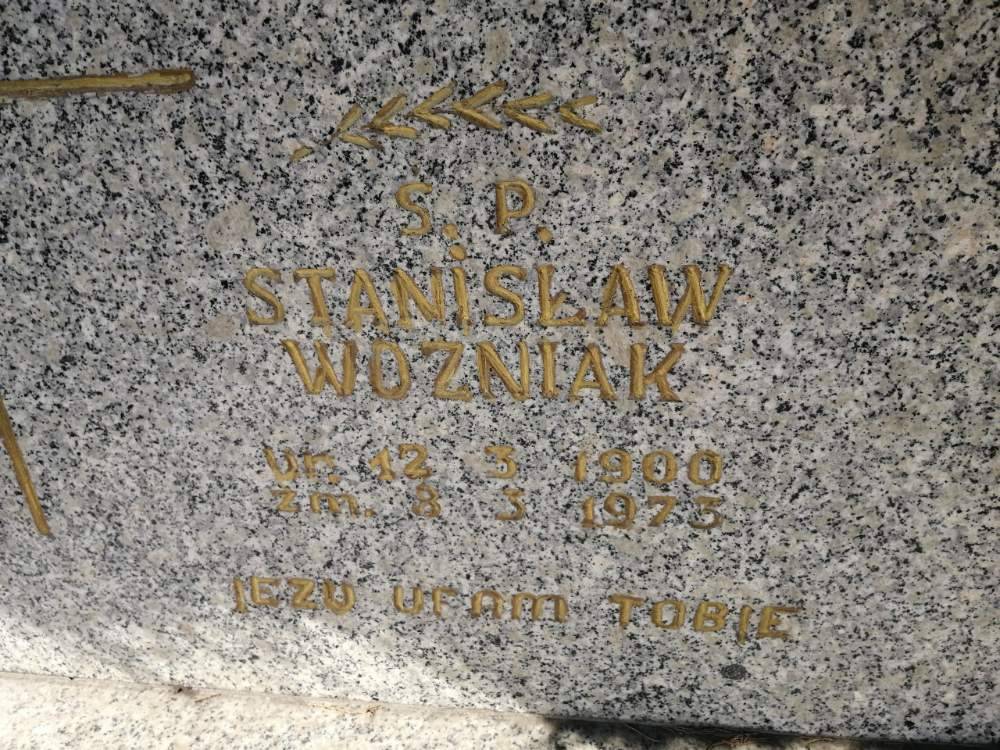 S. P.
STANiSŁAW
WOZNIAK
ur. 12 3 1900
zm. 8 3 1973
JEZU ufam TOBIE